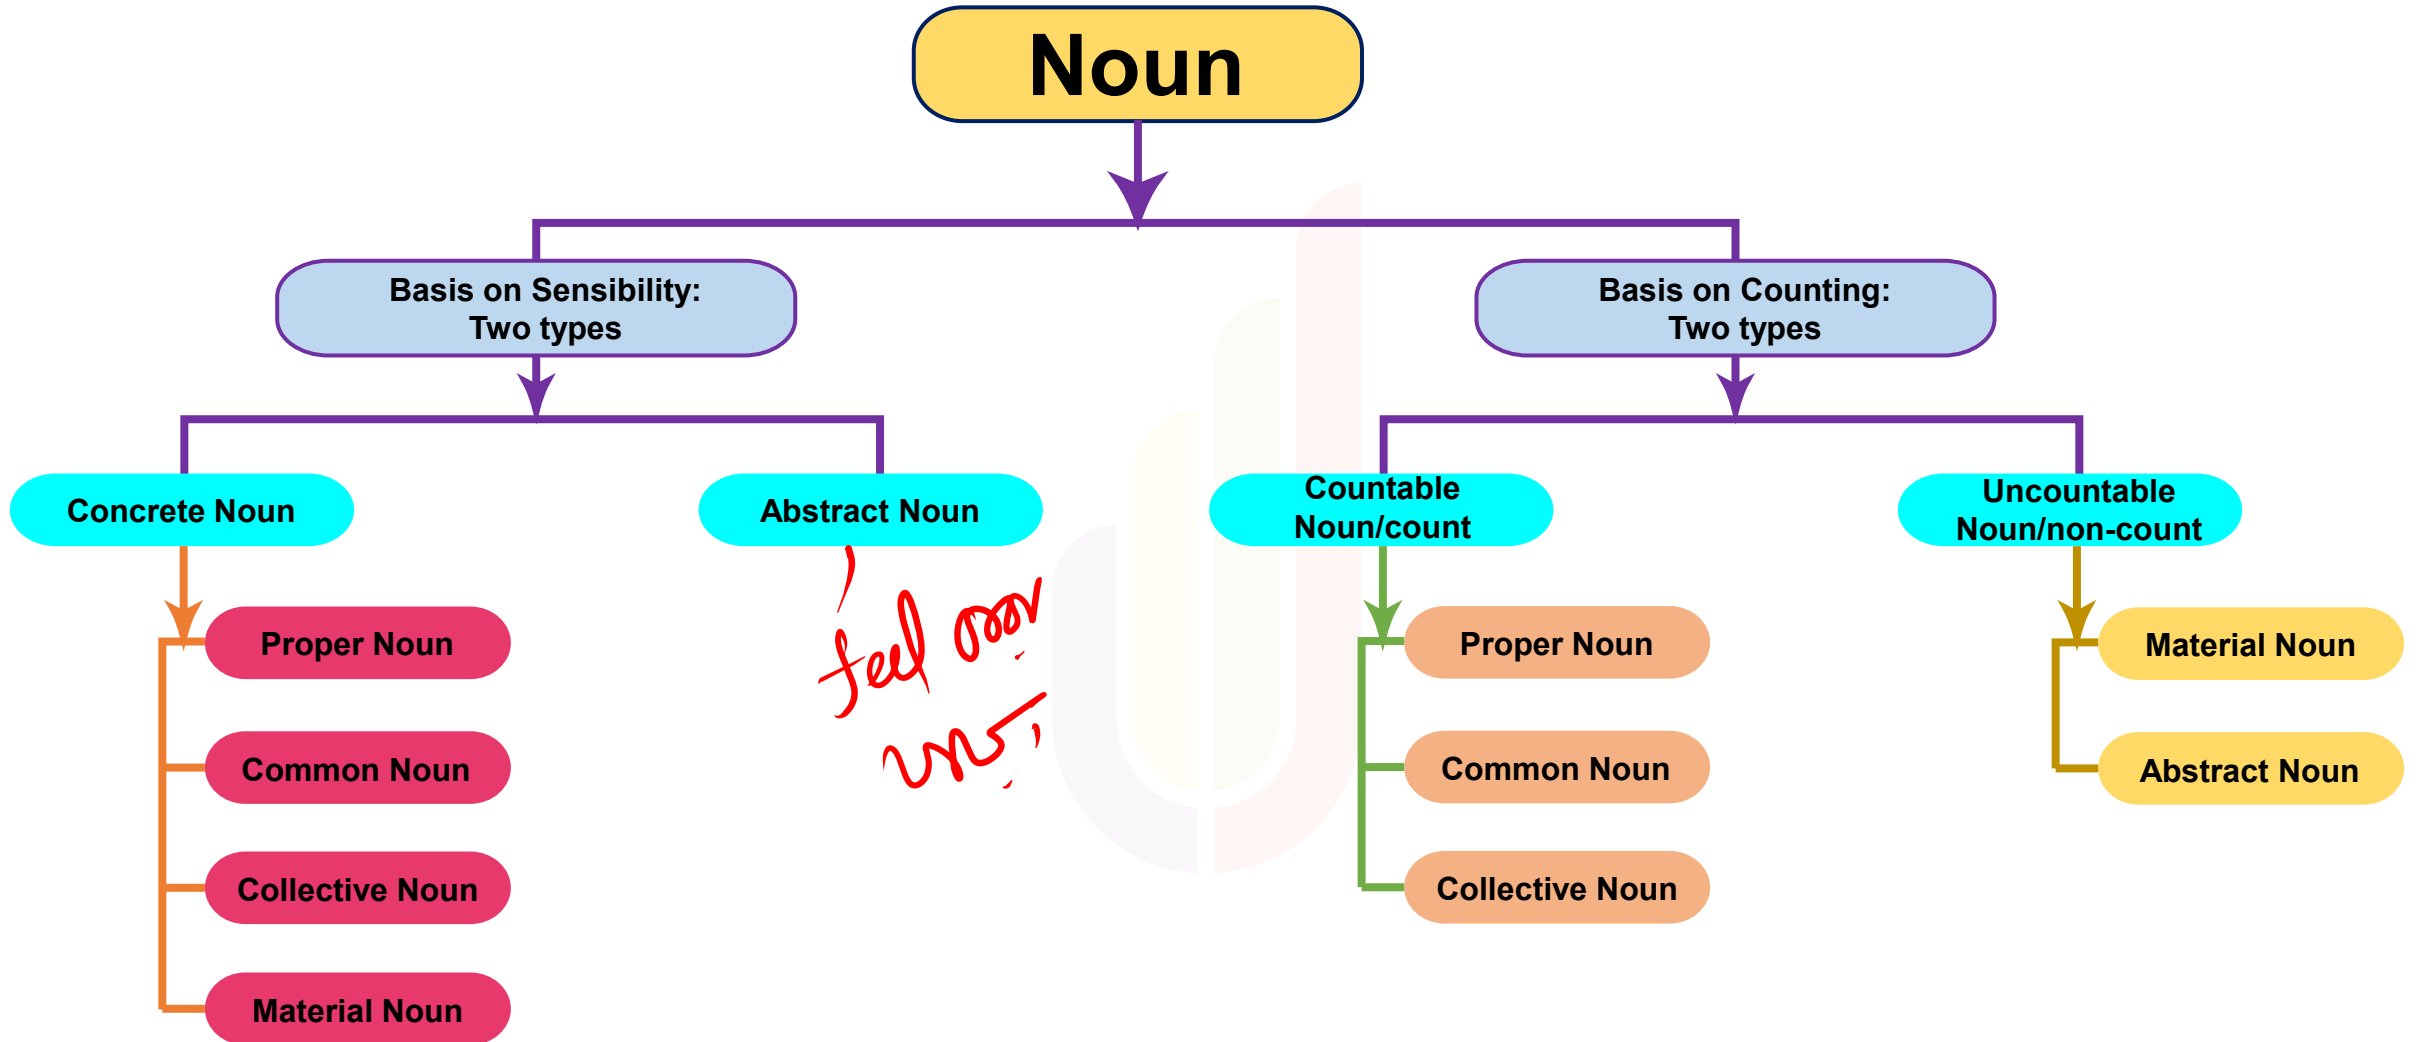 Noun
Basis on Sensibility:
Two types
Basis on Counting:
Two types
Concrete Noun
Abstract Noun
Countable
Noun/count
Uncountable
Noun/non-count
feel
Proper Noun
Common Noun
Collective Noun
Material Noun
Proper Noun
Common Noun
Collective Noun
Material Noun
Abstract Noun